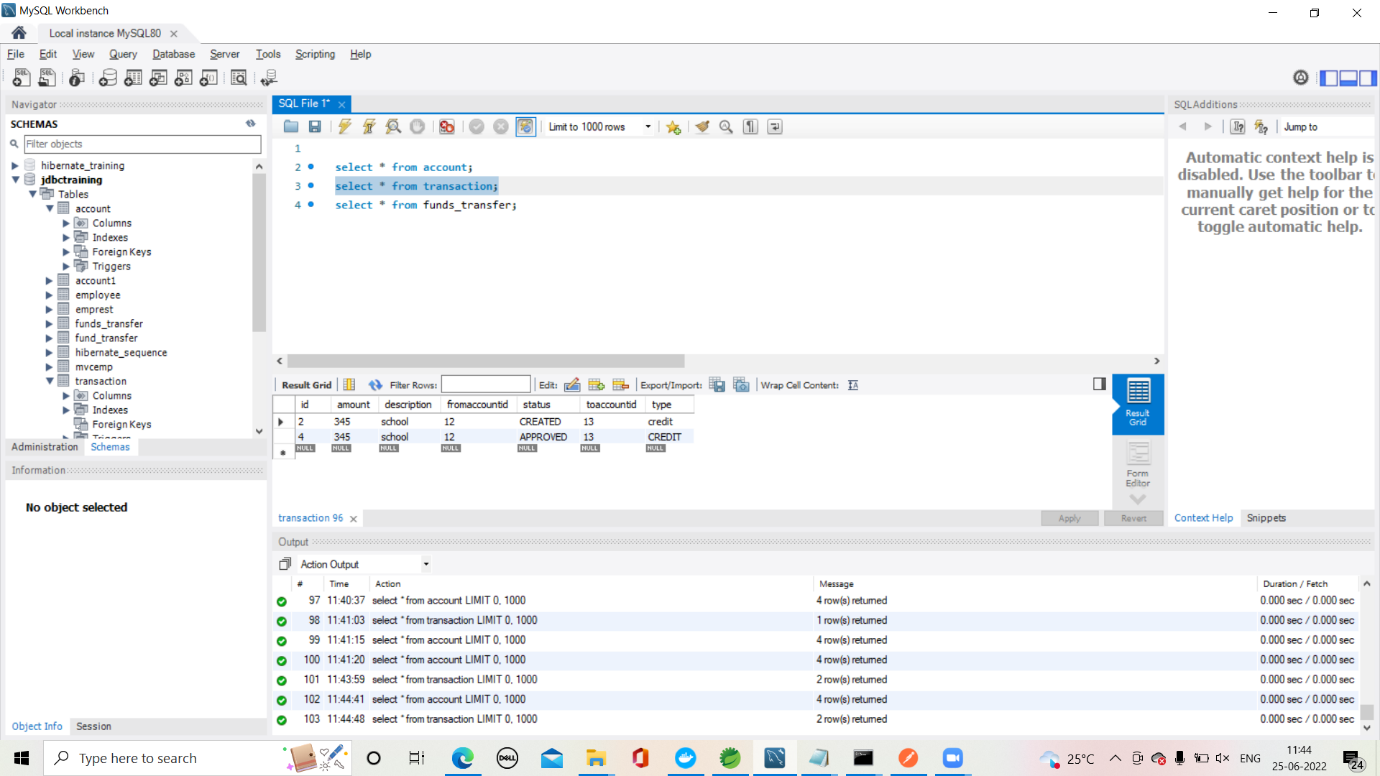 MySQL Workbench
Local instance MySQL80
File Edit View Query Database Server Tools Scripting Help
Navigator
SCHEMAS
Filter objects
hibernate_training
jdbctraining
Tables
account
Columns
Indexes
Foreign Keys
Triggers
account1
employee
emprest
funds_transfer
fund_transfer
hibernate_sequence
mvcemp
transaction
Columns
Indexes
Foreign Keys
Triggers
Administration Schemas
Information
No object selected
Object Info Session
SQL File 1*
Limit to 1000 rows
1
2 select * from account;
3 select * from transaction;
4 select * from funds_transfer;
Result Grid Filter Rows: Edit: Export/Import: Wrap Cell Content:
id amount description fromaccountid status toaccountid type
2 345 school 12 CREATED 13 credit
4 345 school 12 APPROVED 13 CREDIT
NULL NULL NULL NULL NULL NULL NULL
Result Grid
Form Editor
transaction 96
Apply Revert
SQLAdditions
Jump to
Automatic context help is
disabled. Use the toolbar t
manually get help for the
current caret position or to
toggle automatic help.
Context Help Snippets
Output
Action Output
# Time Action Message Duration / Fetch
97 11:40:37 select * from account LIMIT 0, 1000 4 row(s) returned 0.000 sec / 0.000 sec
98 11:41:03 select * from transaction LIMIT 0, 1000 1 row(s) returned 0.000 sec / 0.000 sec
99 11:41:15 select * from account LIMIT 0, 1000 4 row(s) returned 0.000 sec / 0.000 sec
100 11:41:20 select * from account LIMIT 0, 1000 4 row(s) returned 0.000 sec / 0.000 sec
101 11:43:59 select * from transaction LIMIT 0, 1000 2 row(s) returned 0.000 sec / 0.000 sec
102 11:44:41 select * from account LIMIT 0, 1000 4 row(s) returned 0.000 sec / 0.000 sec
103 11:44:48 select * from transaction LIMIT 0, 1000 2 row(s) returned 0.000 sec / 0.000 sec
Type here to search
DELL
25°C
ENG
11:44
25-06-2022
24